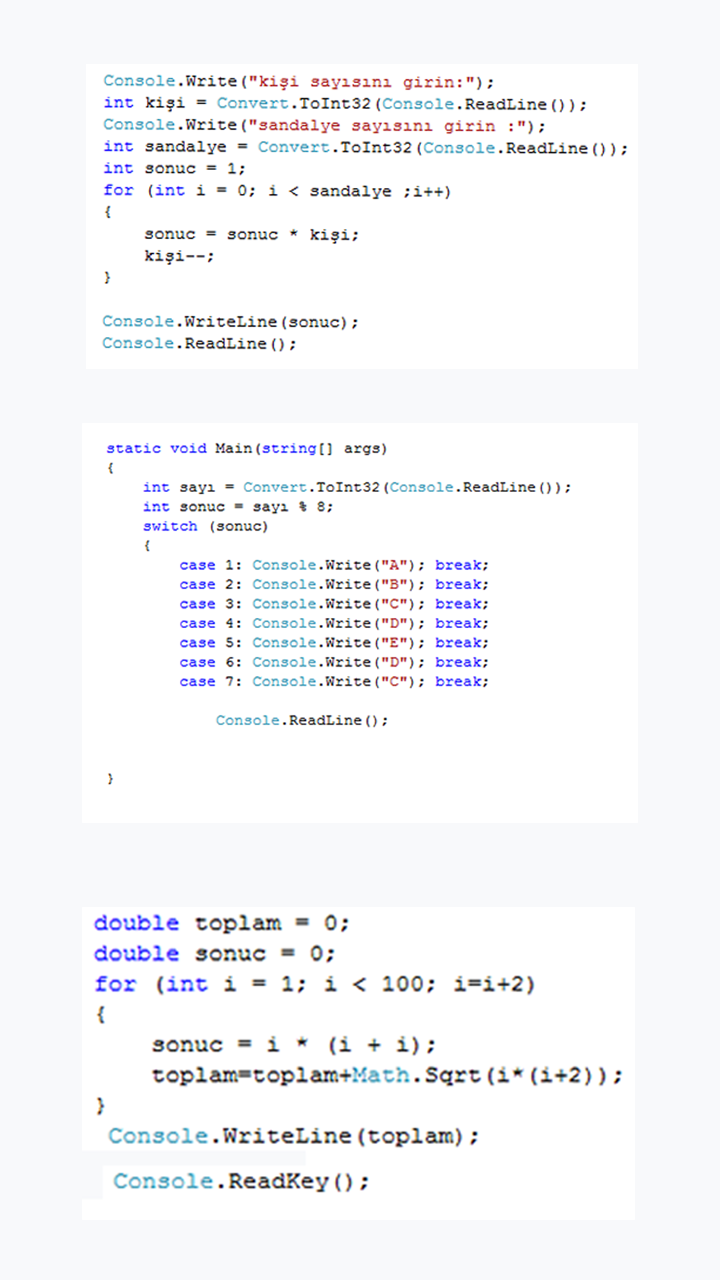 Console.Write("kişi sayısını girin:");
int kişi = Convert.ToInt32(Console.ReadLine());
Console.Write("sandalye sayısını girin :");
int sandalye = Convert.ToInt32(Console.ReadLine());
int sonuc = 1;
for (int i = 0; i < sandalye ;i++)
{
    sonuc = sonuc * kişi;
    kişi--;
}
Console.WriteLine(sonuc);
Console.ReadLine();
static void Main(string[] args)
{
    int sayı = Convert.ToInt32(Console.ReadLine());
    int sonuc = sayı % 8;
    switch (sonuc)
    {
        case 1: Console.Write("A"); break;
        case 2: Console.Write("B"); break;
        case 3: Console.Write("C"); break;
        case 4: Console.Write("D"); break;
        case 5: Console.Write("E"); break;
        case 6: Console.Write("D"); break;
        case 7: Console.Write("C"); break;
            Console.ReadLine();
}
double toplam = 0;
double sonuc = 0;
for (int i = 1; i < 100; i=i+2)
{
    sonuc = i * (i + i);
    toplam=toplam+Math.Sqrt(i*(i+2));
}
Console.WriteLine(toplam);
Console.ReadKey();